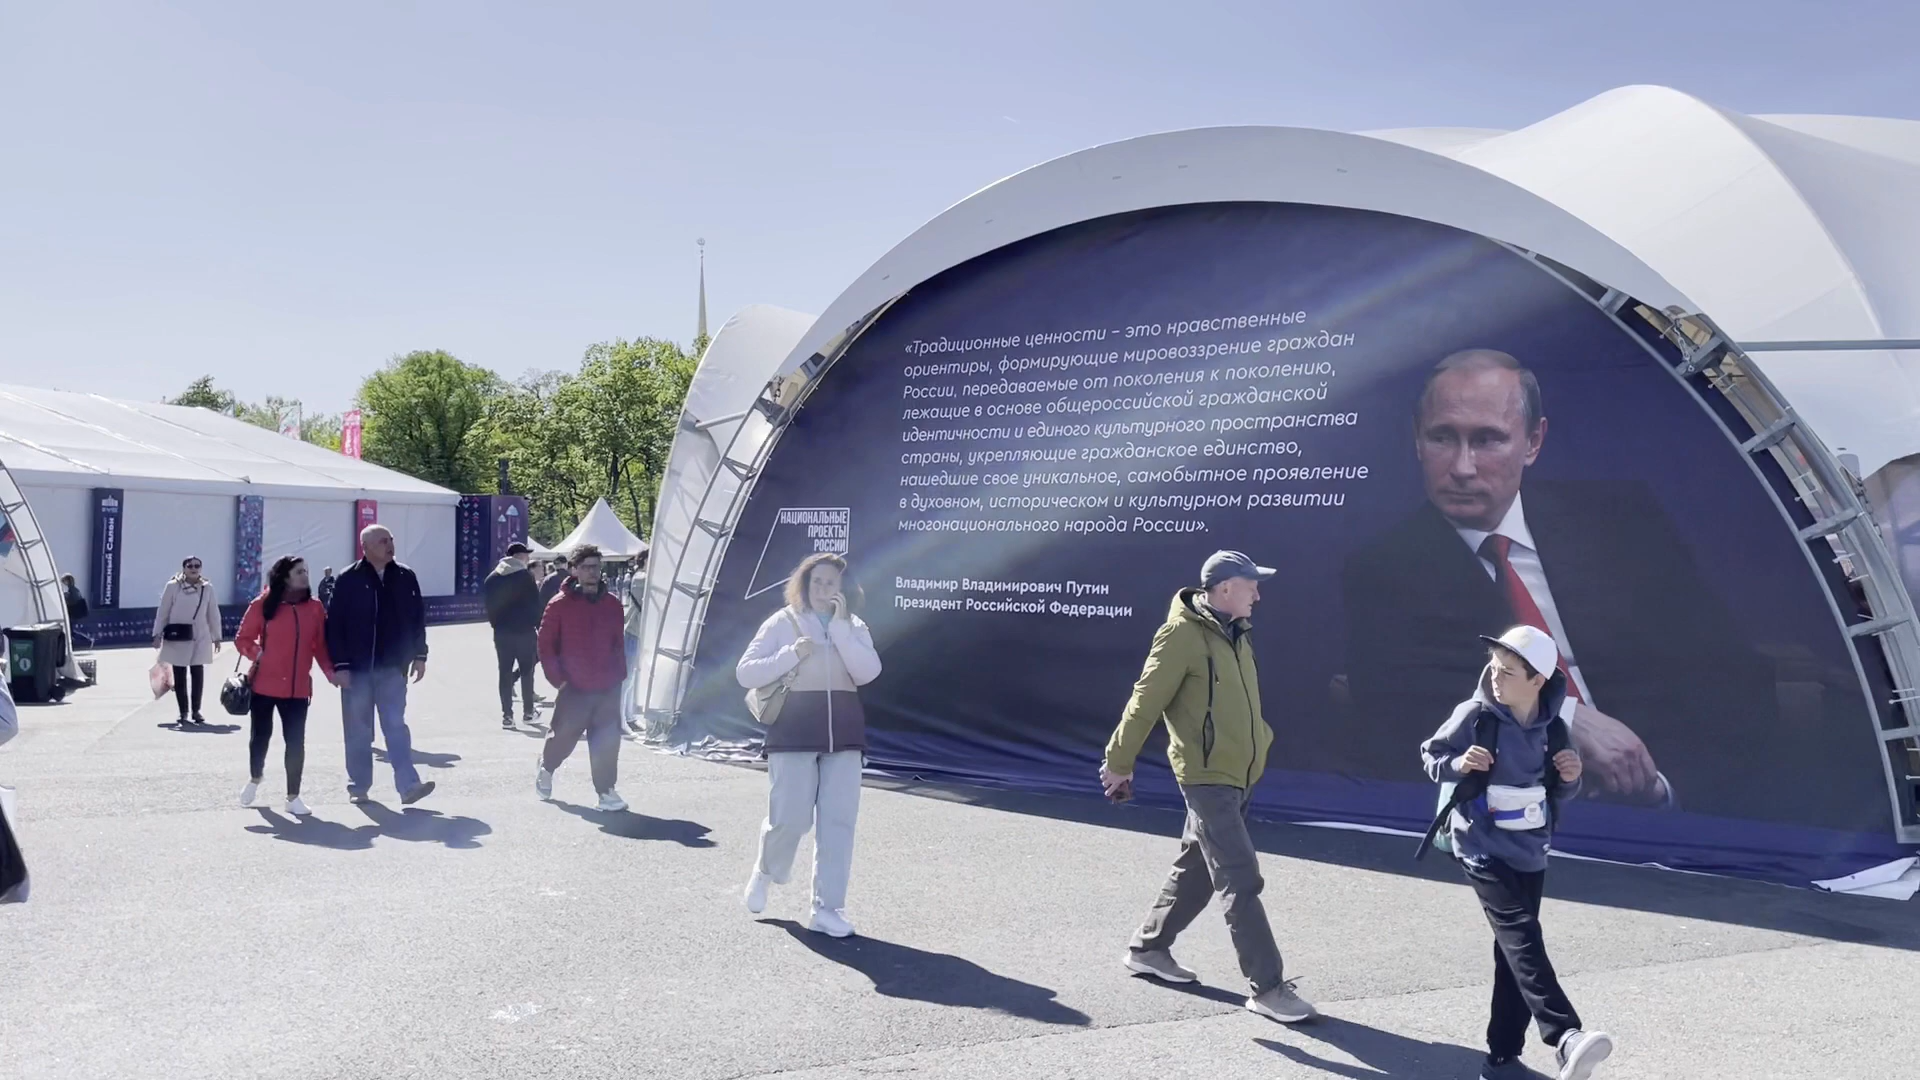 «Традиционные ценности – это нравственные
ориентиры, формирующие мировоззрение граждан
России, передаваемые от поколения к поколению,
лежащие в основе общероссийской гражданской
идентичности и единого культурного пространства
страны, укрепляющие гражданское единство,
нашедшие свое уникальное, самобытное проявление
в духовном, историческом и культурном развитии
многонационального народа России».
Владимир Владимирович Путин
Президент Российской Федерации
НАЦИОНАЛЬНЫЕ
ПРОЕКТЫ
РОССИИ
Книжный Салон